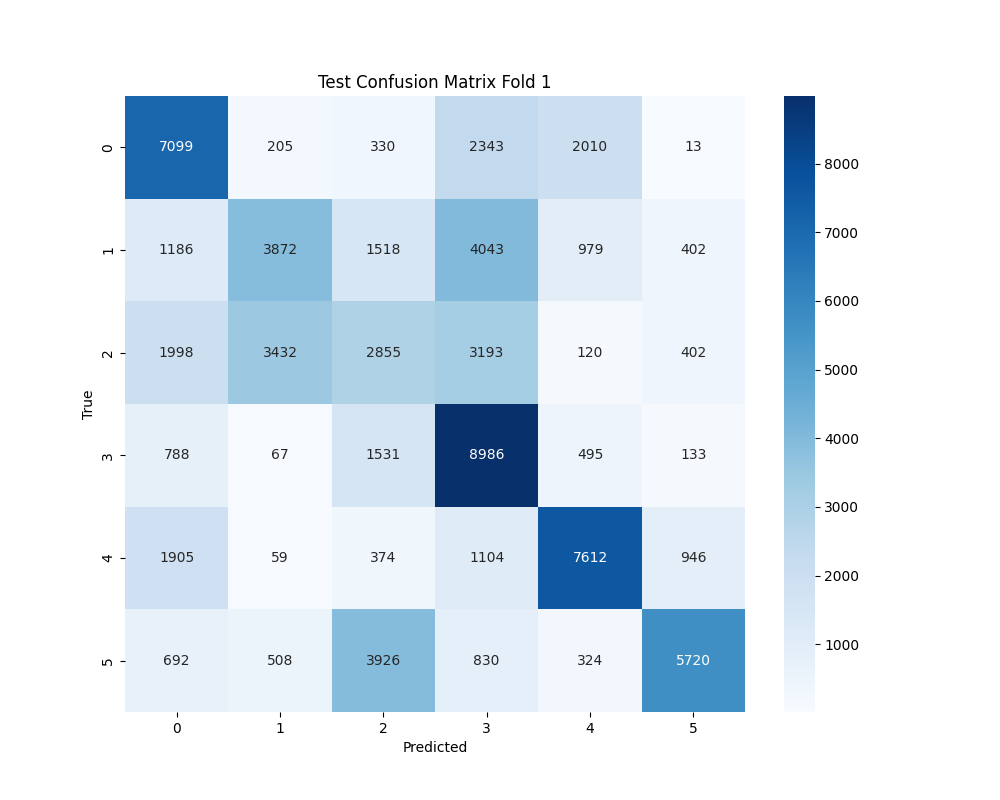 Test Confusion Matrix Fold 1
0 7099 205 330 2343 2010 13
1 1186 3872 1518 4043 979 402
2 1998 3432 2855 3193 120 402
3 788 67 1531 8986 495 133
4 1905 59 374 1104 7612 946
5 692 508 3926 830 324 5720
0 1 2 3 4 5
Predicted
True
8000
7000
6000
5000
4000
3000
2000
1000